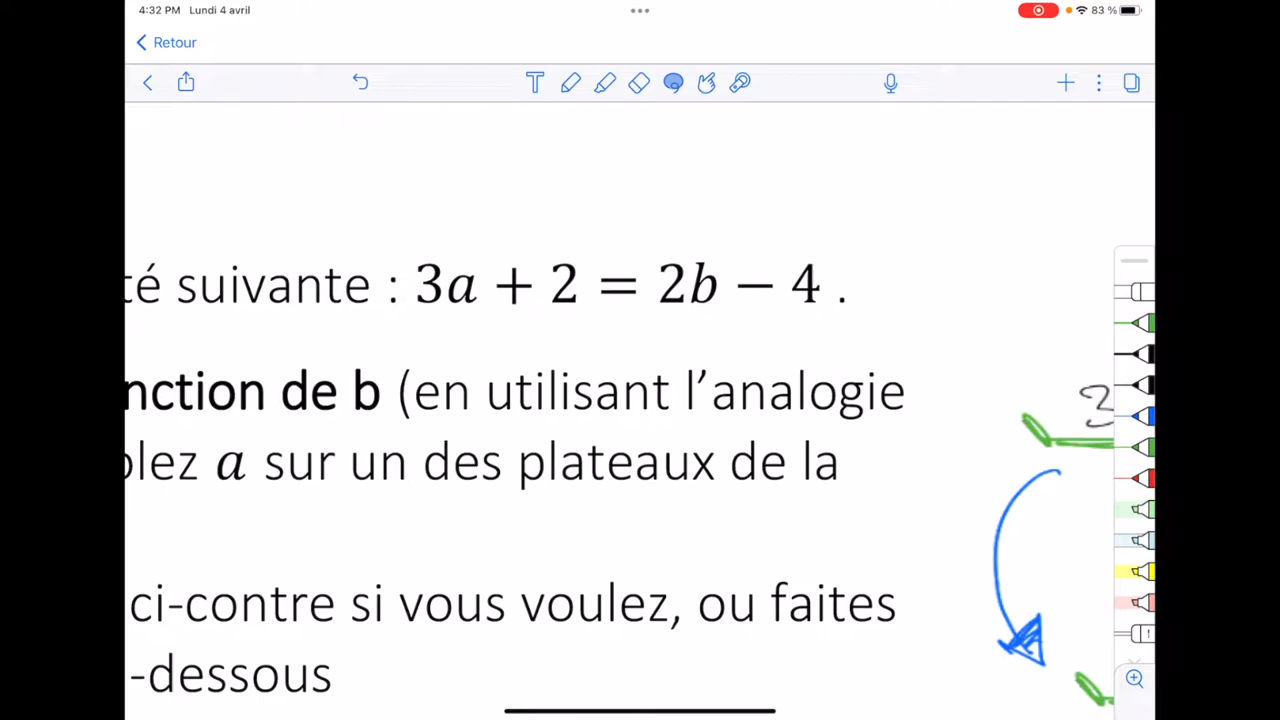 4:32 PM Lundi 4 avril
83 %
Retour
té suivante : 3a + 2 = 2b − 4 .
nction de b (en utilisant l’analogie
3
lez a sur un des plateaux de la
ci-contre si vous voulez, ou faites
-dessous